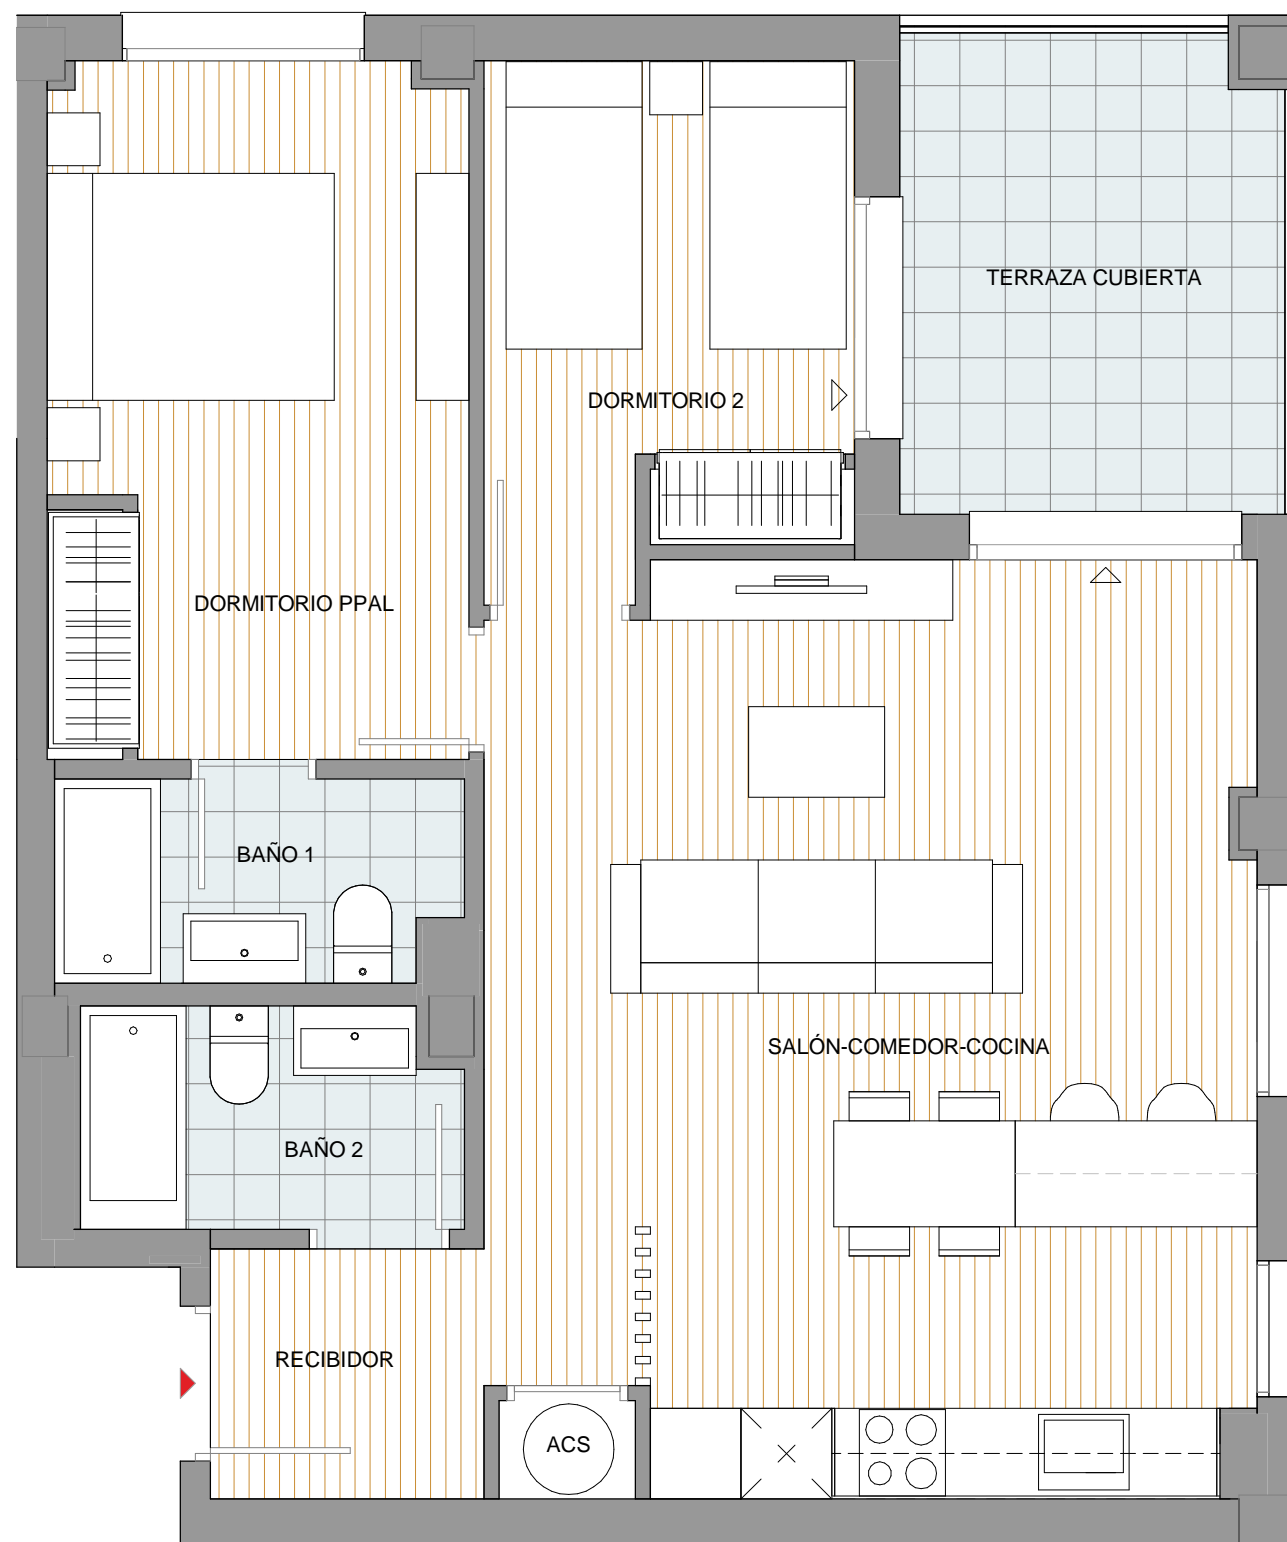 TERRAZA CUBIERTA
DORMITORIO 2
DORMITORIO PPAL
BAÑO 1
SALÓN-COMEDOR-COCINA
BAÑO 2
RECIBIDOR
ACS